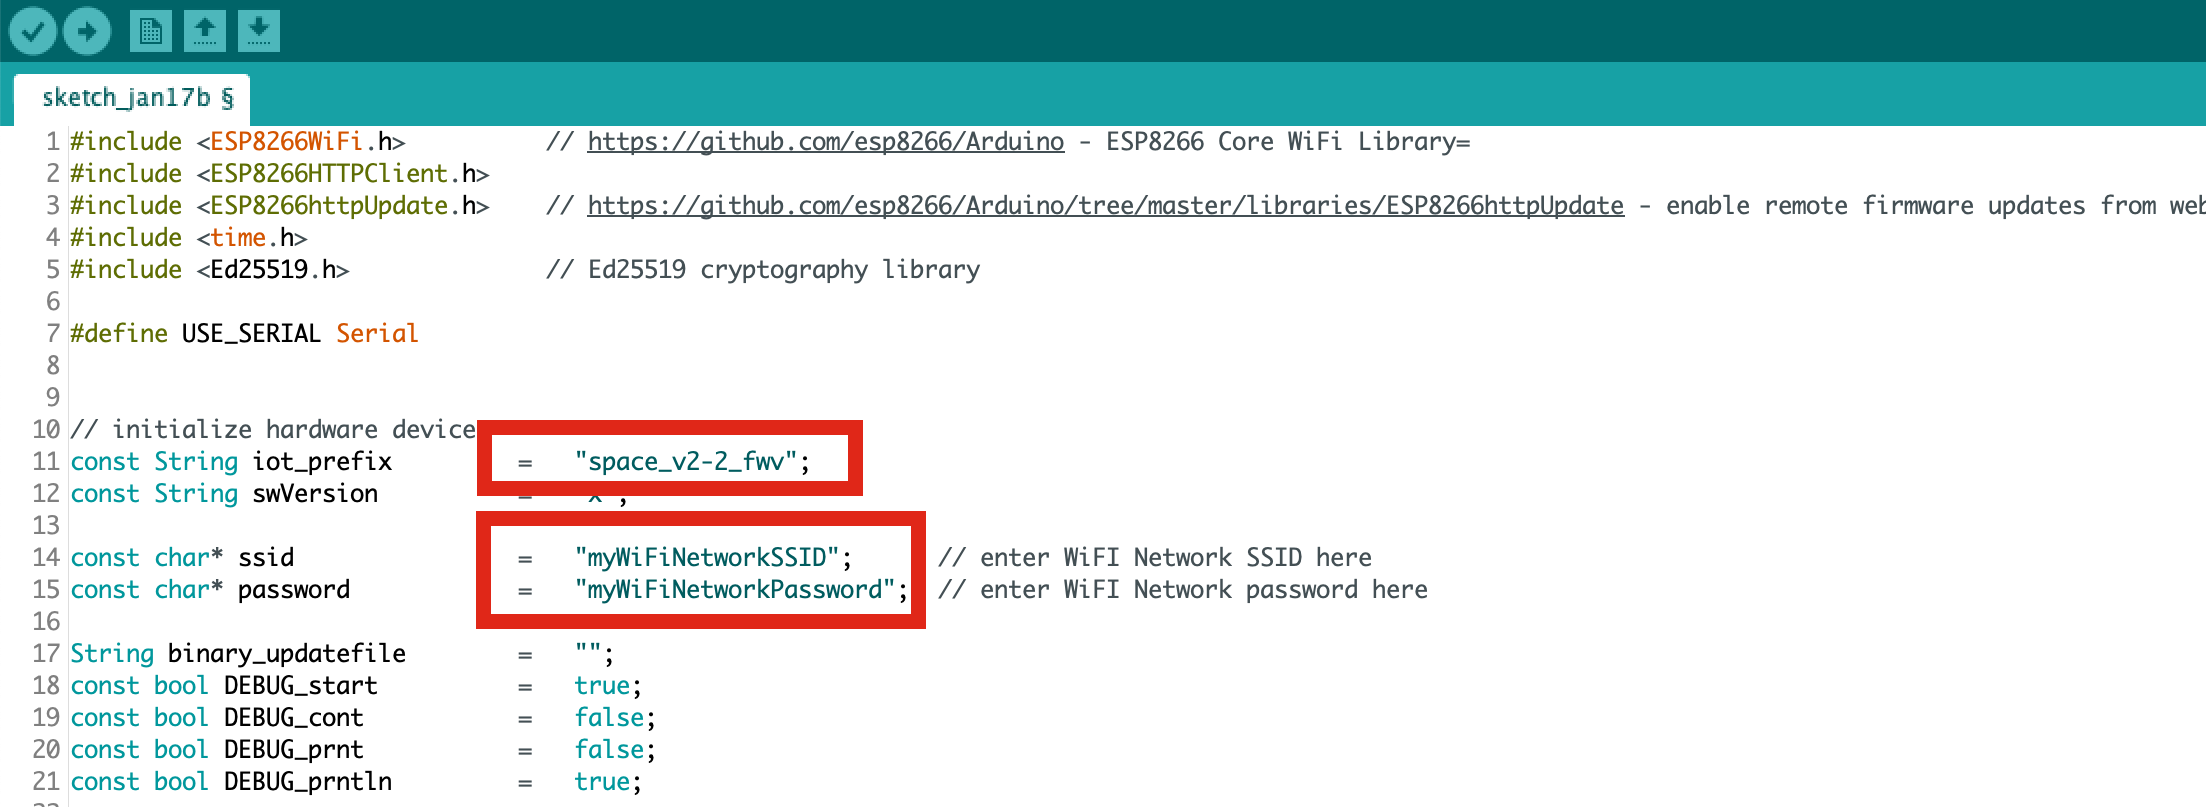 sketch_jan17b §
1 #include <ESP8266WiFi.h> // https://github.com/esp8266/Arduino - ESP8266 Core WiFi Library=
2 #include <ESP8266HTTPClient.h>
3 #include <ESP8266httpUpdate.h> // https://github.com/esp8266/Arduino/tree/master/libraries/ESP8266httpUpdate - enable remote firmware updates from web
4 #include <time.h>
5 #include <Ed25519.h> // Ed25519 cryptography library
6
7 #define USE_SERIAL Serial
8
9
10 // initialize hardware device
11 const String iot_prefix = "space_v2-2_fwv";
12 const String swVersion = x ;
13
14 const char* ssid = "myWiFiNetworkSSID"; // enter WiFI Network SSID here
15 const char* password = "myWiFiNetworkPassword"; // enter WiFI Network password here
16
17 String binary_updatefile = "";
18 const bool DEBUG_start = true;
19 const bool DEBUG_cont = false;
20 const bool DEBUG_prnt = false;
21 const bool DEBUG_prntln = true;